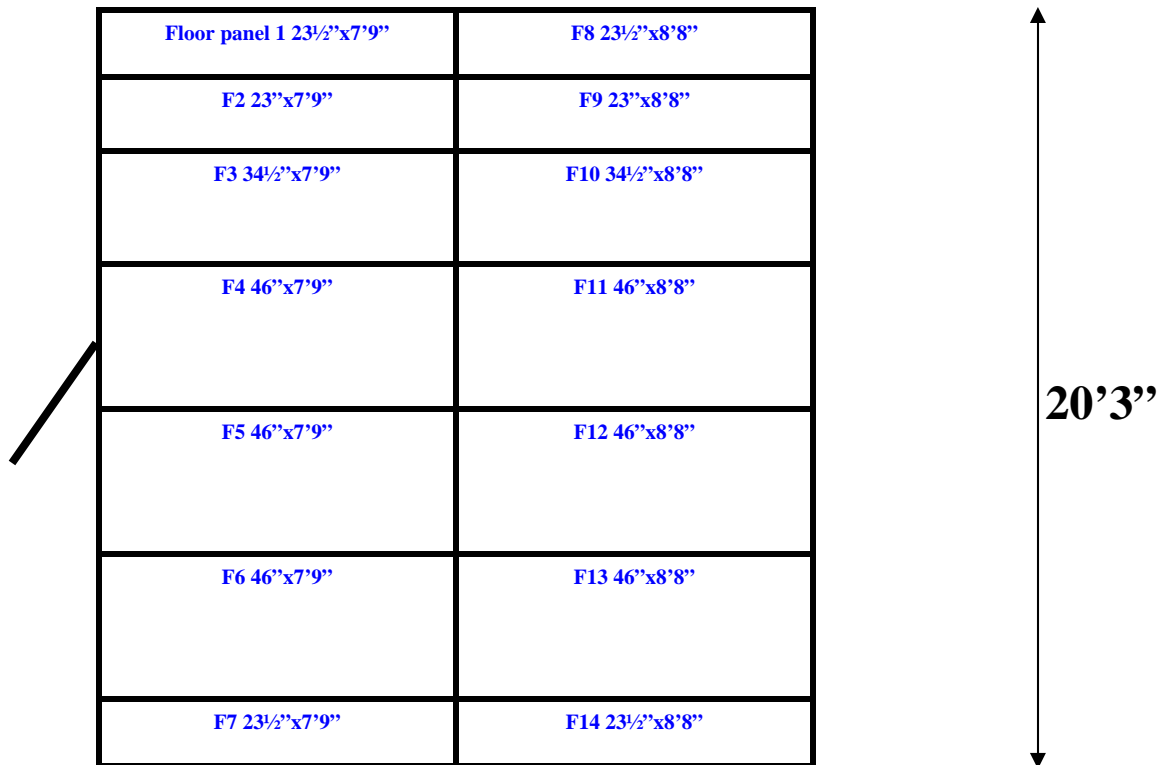 Floor panel 1 23½”x7’9”
F8 23½”x8’8”
F2 23”x7’9”
F9 23”x8’8”
F3 34½”x7’9”
F10 34½”x8’8”
F4 46”x7’9”
F11 46”x8’8”
20’3”
F5 46”x7’9”
F12 46”x8’8”
F6 46”x7’9”
F13 46”x8’8”
F7 23½”x7’9”
F14 23½”x8’8”